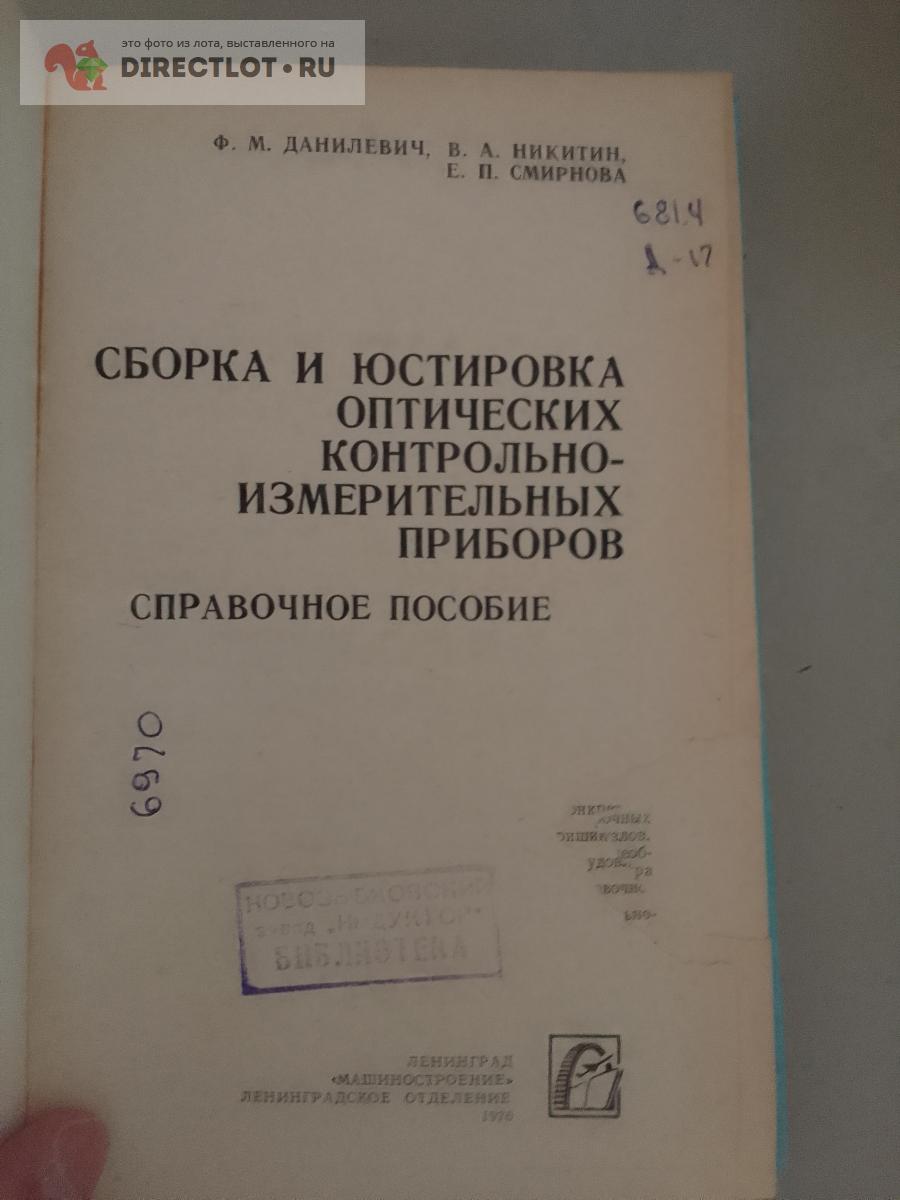 это фото из лота, выставленного на
DIRECTLOT.RU
Ф. М. ДАНИЛЕВИЧ, В. А. НИКИТИН,
Е. П. СМИРНОВА
681.4
Д-17
СБОРКА И ЮСТИРОВКА
ОПТИЧЕСКИХ
КОНТРОЛЬНО-
ИЗМЕРИТЕЛЬНЫХ
ПРИБОРОВ
СПРАВОЧНОЕ ПОСОБИЕ
6970
БИБЛИОТЕКА
ЛЕНИНГРАД
«МАШИНОСТРОЕНИЕ»
ЛЕНИНГРАДСКОЕ ОТДЕЛЕНИЕ
1976